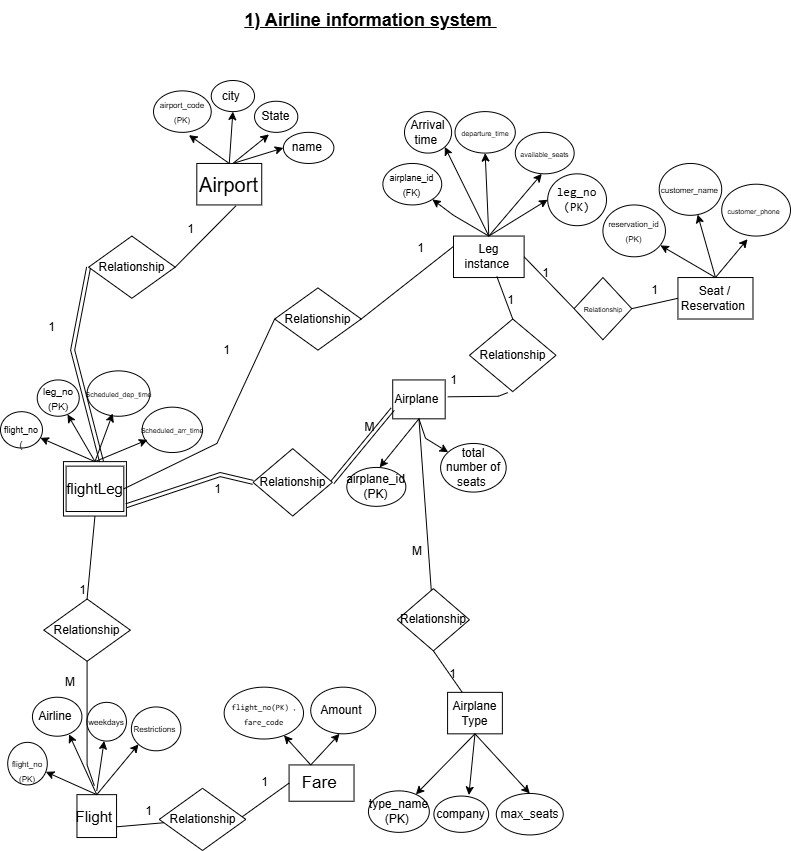 1) Airline information system
city
airport_code
(PK)
State
name
Airport
Arrival
time
departure_time
available_seats
airplane_id
(FK)
leg_no
(PK)
customer_name
customer_phone
reservation_id
(PK)
1
Leg
instance
1
1
Relationship
Relationship
1
Seat /
Reservation
1
Relationship
Relationship
1
1
Relationship
1
leg_no
(PK)
Scheduled_dep_time
flight_no
(
Scheduled_arr_time
Airplane
M
total
number of
seats
flightLeg
1
Relationship
airplane_id
(PK)
M
1
Relationship
Relationship
M
1
Airline
weekdays
Restrictions
flight_no(PK) ,
fare_code
Amount
Airplane
Type
flight_no
(PK)
Fare
1
1
Flight
Relationship
type_name
(PK)
company
max_seats